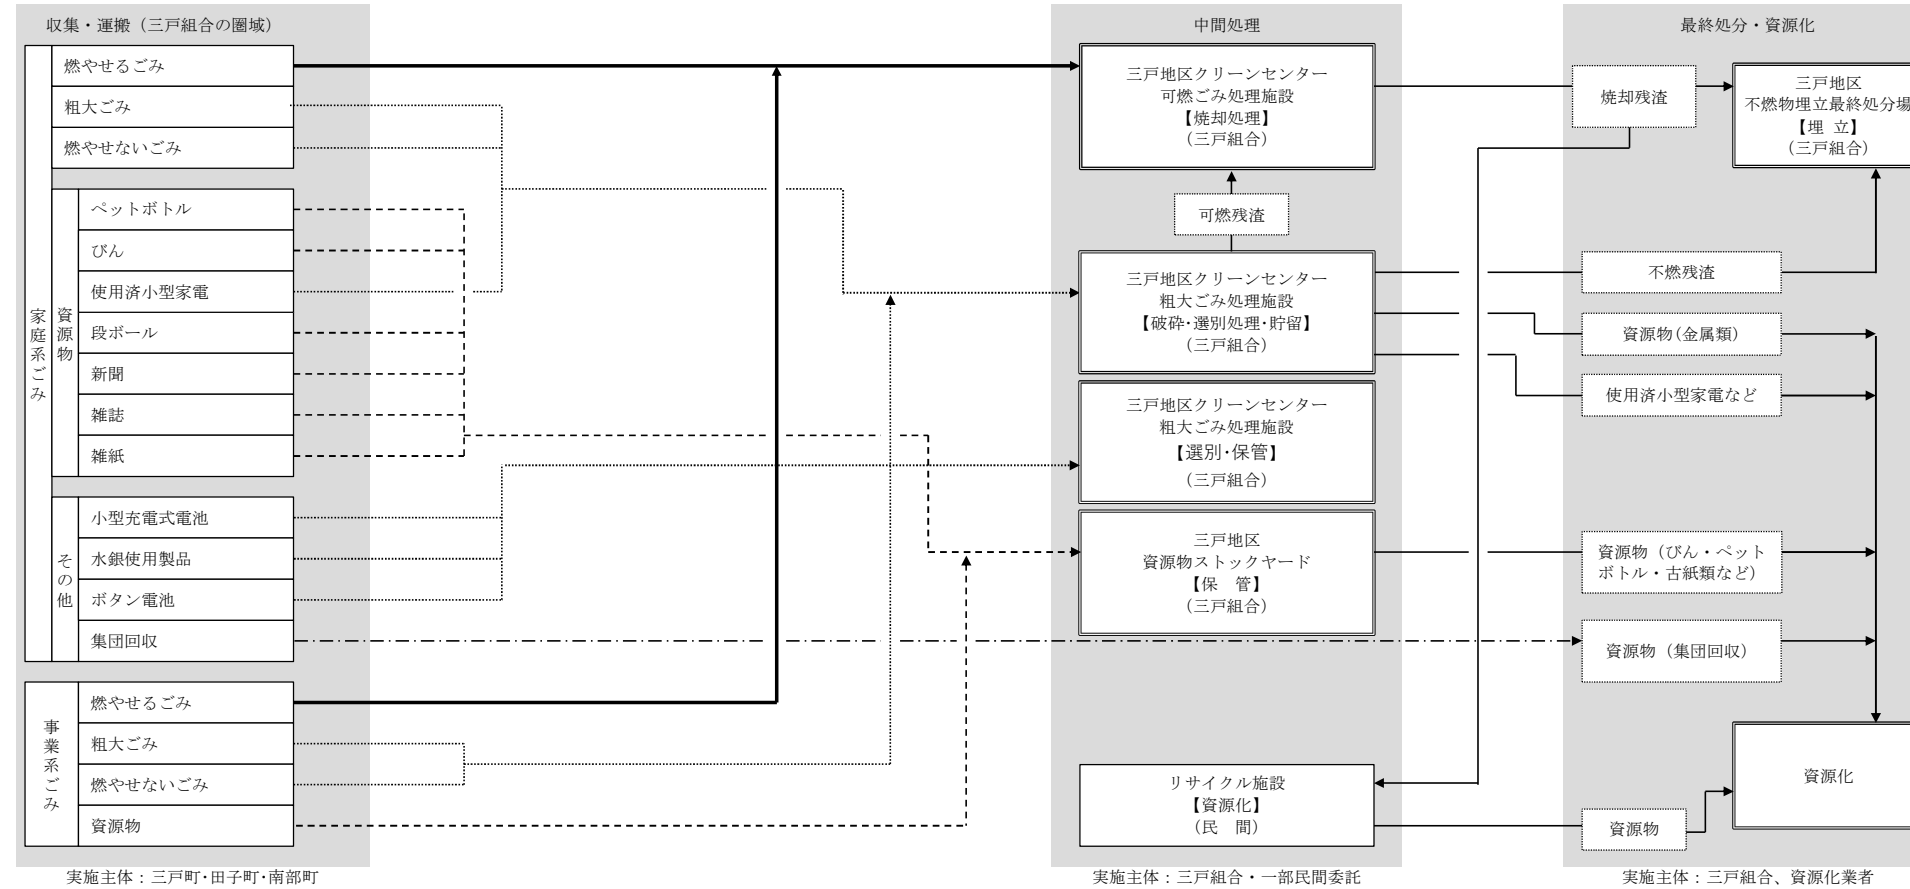 収集・運搬（三戸組合の圏域）
家庭系ごみ
燃やせるごみ
粗大ごみ
燃やせないごみ
資源物
ペットボトル
びん
使用済小型家電
段ボール
新聞
雑誌
雑紙
その他
小型充電式電池
水銀使用製品
ボタン電池
集団回収
事業系ごみ
燃やせるごみ
粗大ごみ
燃やせないごみ
資源物
実施主体：三戸町･田子町･南部町
中間処理
三戸地区クリーンセンター
可燃ごみ処理施設
【焼却処理】
（三戸組合）
可燃残渣
三戸地区クリーンセンター
粗大ごみ処理施設
【破砕･選別処理･貯留】
（三戸組合）
三戸地区クリーンセンター
粗大ごみ処理施設
【選別･保管】
（三戸組合）
三戸地区
資源物ストックヤード
【保　管】
（三戸組合）
リサイクル施設
【資源化】
（民　間）
実施主体：三戸組合・一部民間委託
最終処分・資源化
焼却残渣
三戸地区
不燃物埋立最終処分場
【埋 立】
（三戸組合）
不燃残渣
資源物(金属類)
使用済小型家電など
資源物（びん・ペット
ボトル・古紙類など）
資源物（集団回収）
資源化
資源物
実施主体：三戸組合、資源化業者